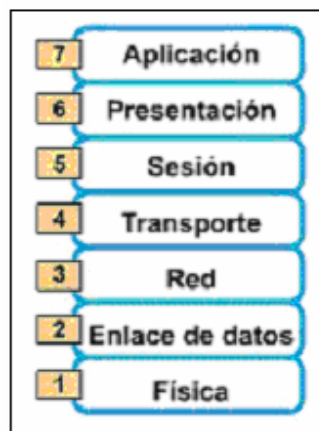 7 Aplicación
6 Presentación
5 Sesión
4 Transporte
3 Red
2 Enlace de datos
1 Física